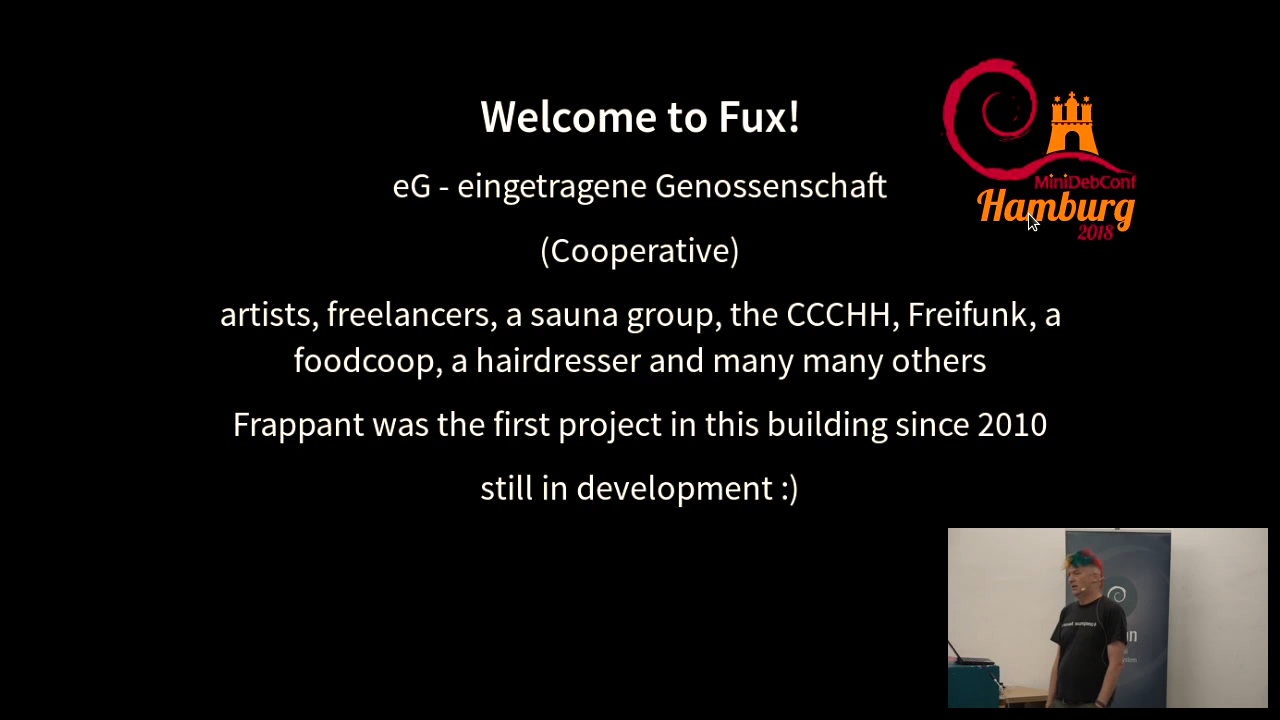 Welcome to Fux!
eG - eingetragene Genossenschaft
(Cooperative)
artists, freelancers, a sauna group, the CCCHH, Freifunk, a
foodcoop, a hairdresser and many many others
Frappant was the first project in this building since 2010
still in development :)
MiniDebConf
Hamburg
2018